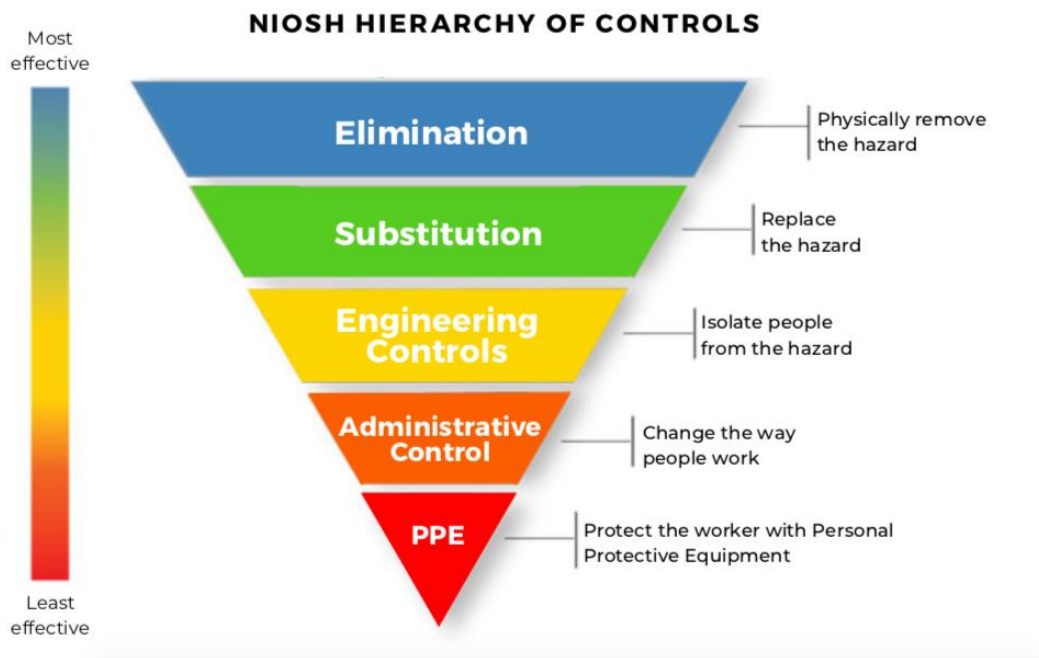 NIOSH HIERARCHY OF CONTROLS
Most
effective
Elimination
Physically remove
the hazard
Substitution
Replace
the hazard
Engineering
Controls
Isolate people
from the hazard
Administrative
Control
Change the way
people work
PPE
Protect the worker with Personal
Protective Equipment
Least
effective